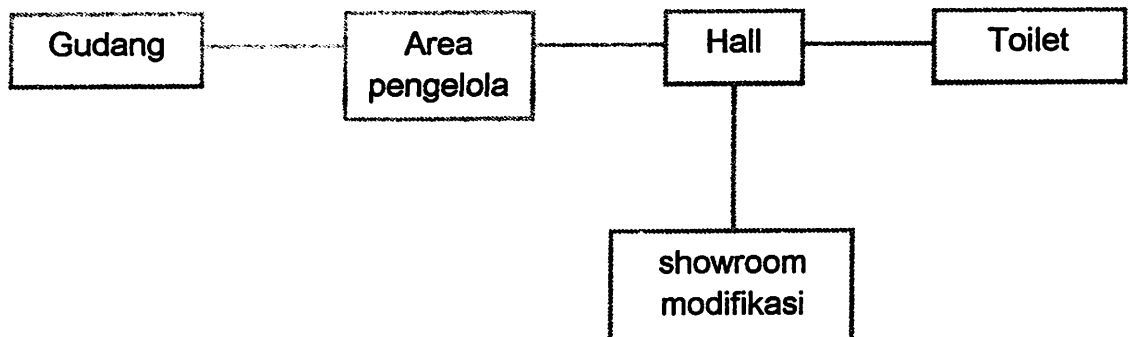 Gudang
Area
pengelola
Hall
Toilet
showroom
modifikasi